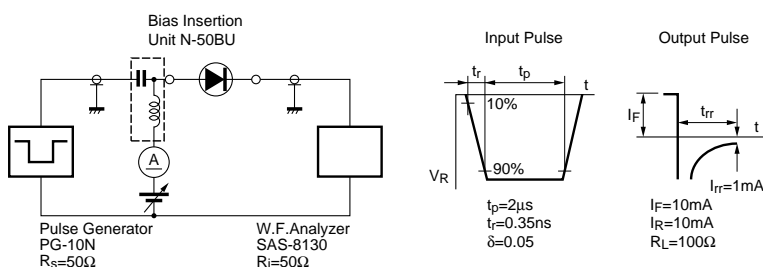 Bias Insertion
Unit N-50BU
A
Pulse Generator
PG-10N
RS=50Ω
W.F.Analyzer
SAS-8130
Ri=50Ω
Input Pulse
tr
tp
t
10%
90%
VR
tp=2μs
tr=0.35ns
δ=0.05
Output Pulse
IF
trr
t
Irr=1mA
IF=10mA
IR=10mA
RL=100Ω